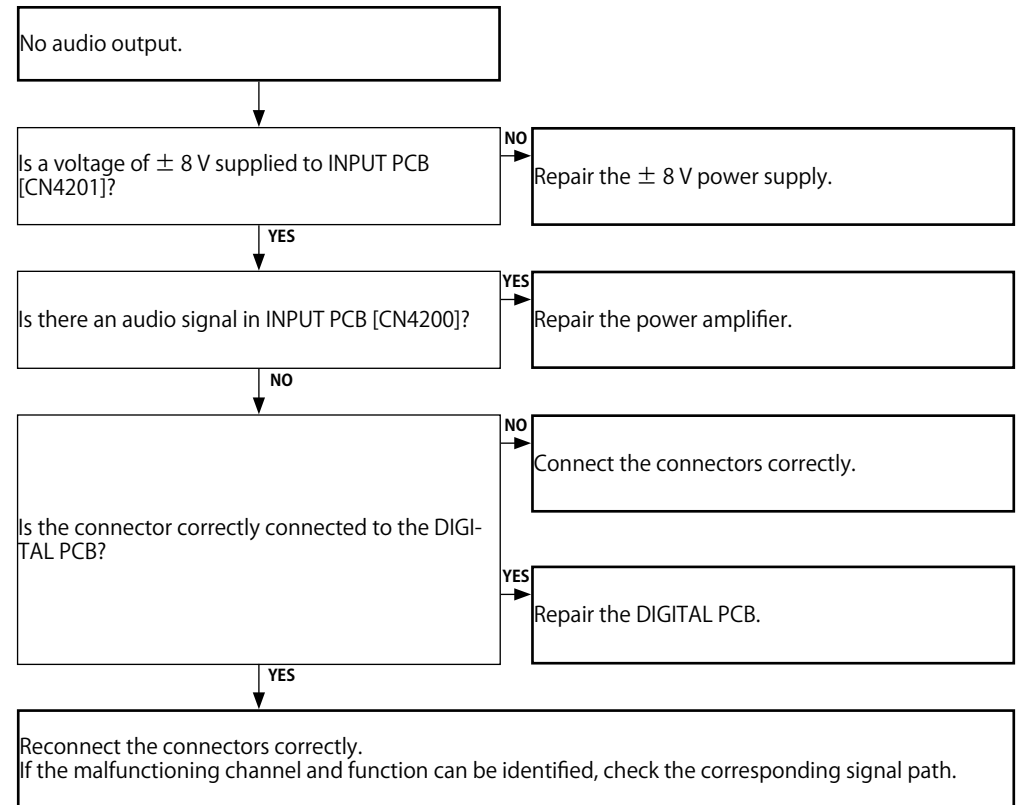 No audio output.
Is a voltage of ± 8 V supplied to INPUT PCB
[CN4201]?
NO
Repair the ± 8 V power supply.
YES
Is there an audio signal in INPUT PCB [CN4200]?
YES
Repair the power amplifier.
NO
Is the connector correctly connected to the DIGI-
TAL PCB?
NO
Connect the connectors correctly.
YES
Repair the DIGITAL PCB.
YES
Reconnect the connectors correctly.
If the malfunctioning channel and function can be identified, check the corresponding signal path.